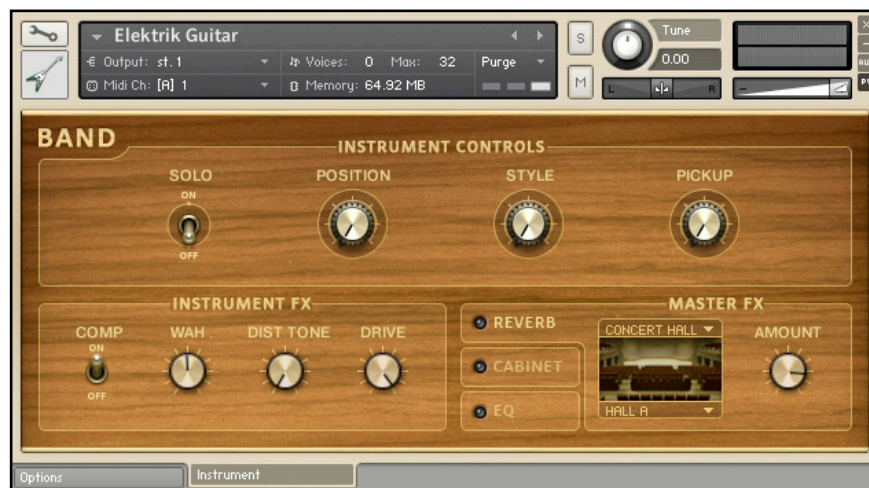 Elektrik Guitar
Output: st.1
Voices: 0 Max: 32
Purge
Midi Ch: [A] 1
Memory: 64.92 MB
S
M
Tune
0.00
L R
BAND
INSTRUMENT CONTROLS
SOLO POSITION STYLE PICKUP
ON
OFF
INSTRUMENT FX
COMP WAH DIST TONE DRIVE
ON
OFF
REVERB
CABINET
EQ
MASTER FX
CONCERT HALL
HALL A
AMOUNT
Options
Instrument